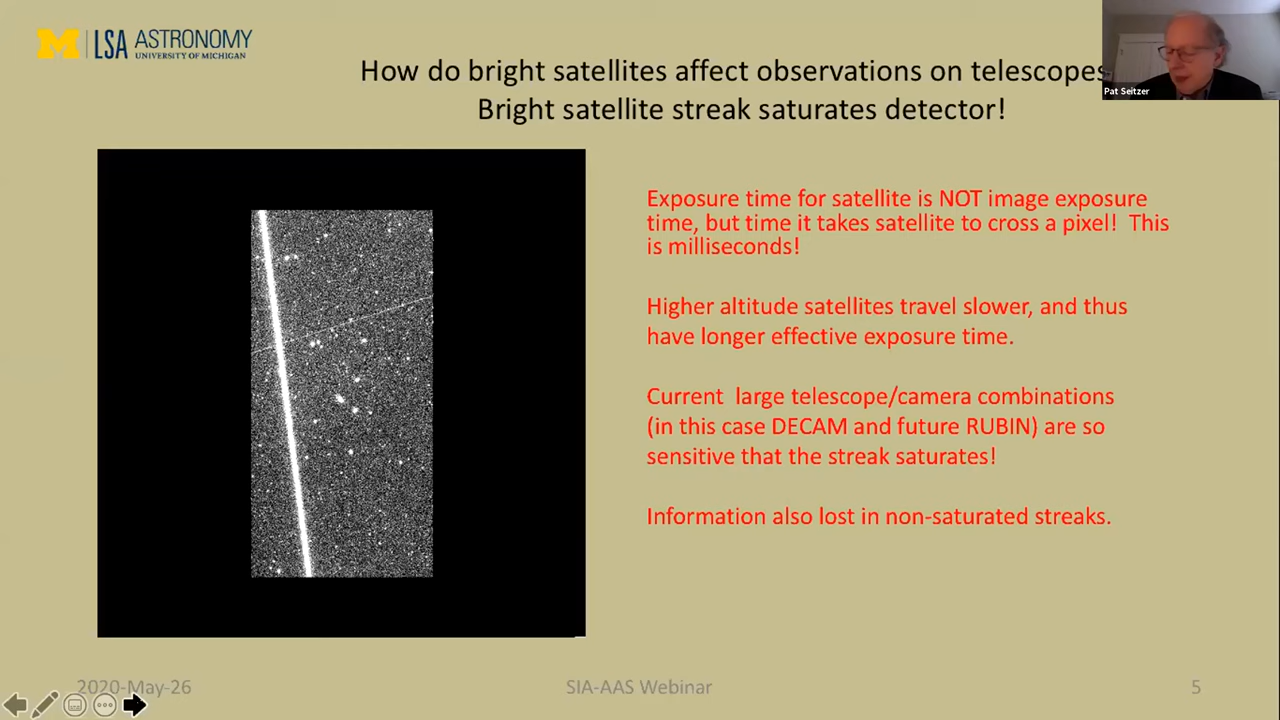 M | LSA ASTRONOMY
UNIVERSITY OF MICHIGAN
How do bright satellites affect observations on telescopes
Bright satellite streak saturates detector!
Pat Seitzer
Exposure time for satellite is NOT image exposure
time, but time it takes satellite to cross a pixel!  This
is milliseconds!
Higher altitude satellites travel slower, and thus
have longer effective exposure time.
Current  large telescope/camera combinations
(in this case DECAM and future RUBIN) are so
sensitive that the streak saturates!
Information also lost in non-saturated streaks.
2020-May-26
SIA-AAS Webinar
5